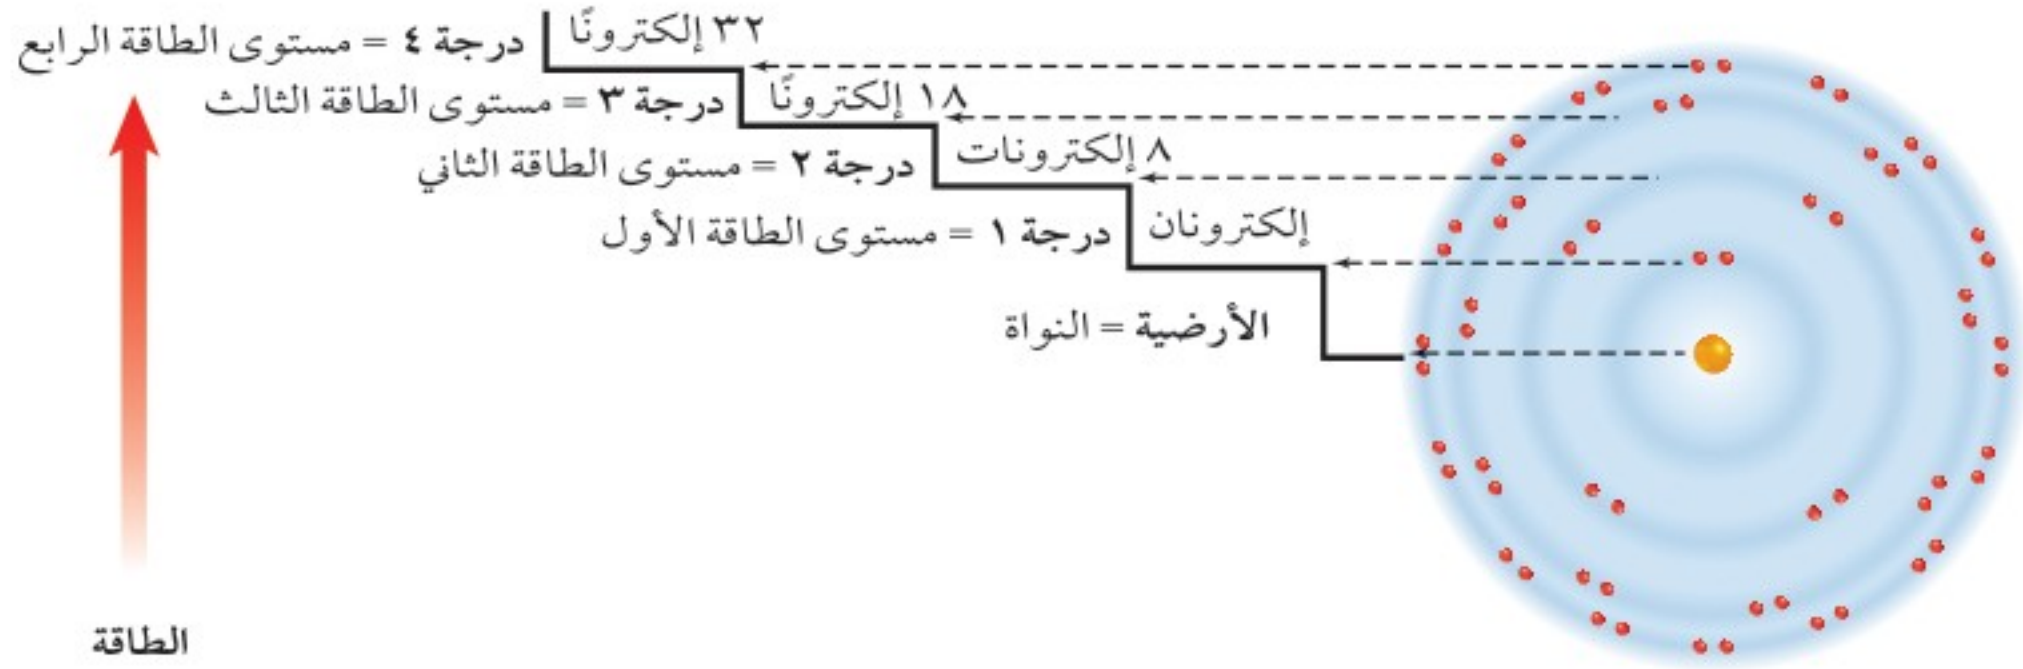 ٣٢ إلكترونًا
درجة ٤ = مستوى الطاقة الرابع
١٨ إلكترونًا
درجة ٣ = مستوى الطاقة الثالث
٨ إلكترونات
درجة ٢ = مستوى الطاقة الثاني
إلكترونان
درجة ١ = مستوى الطاقة الأول
الأرضية = النواة
الطاقة